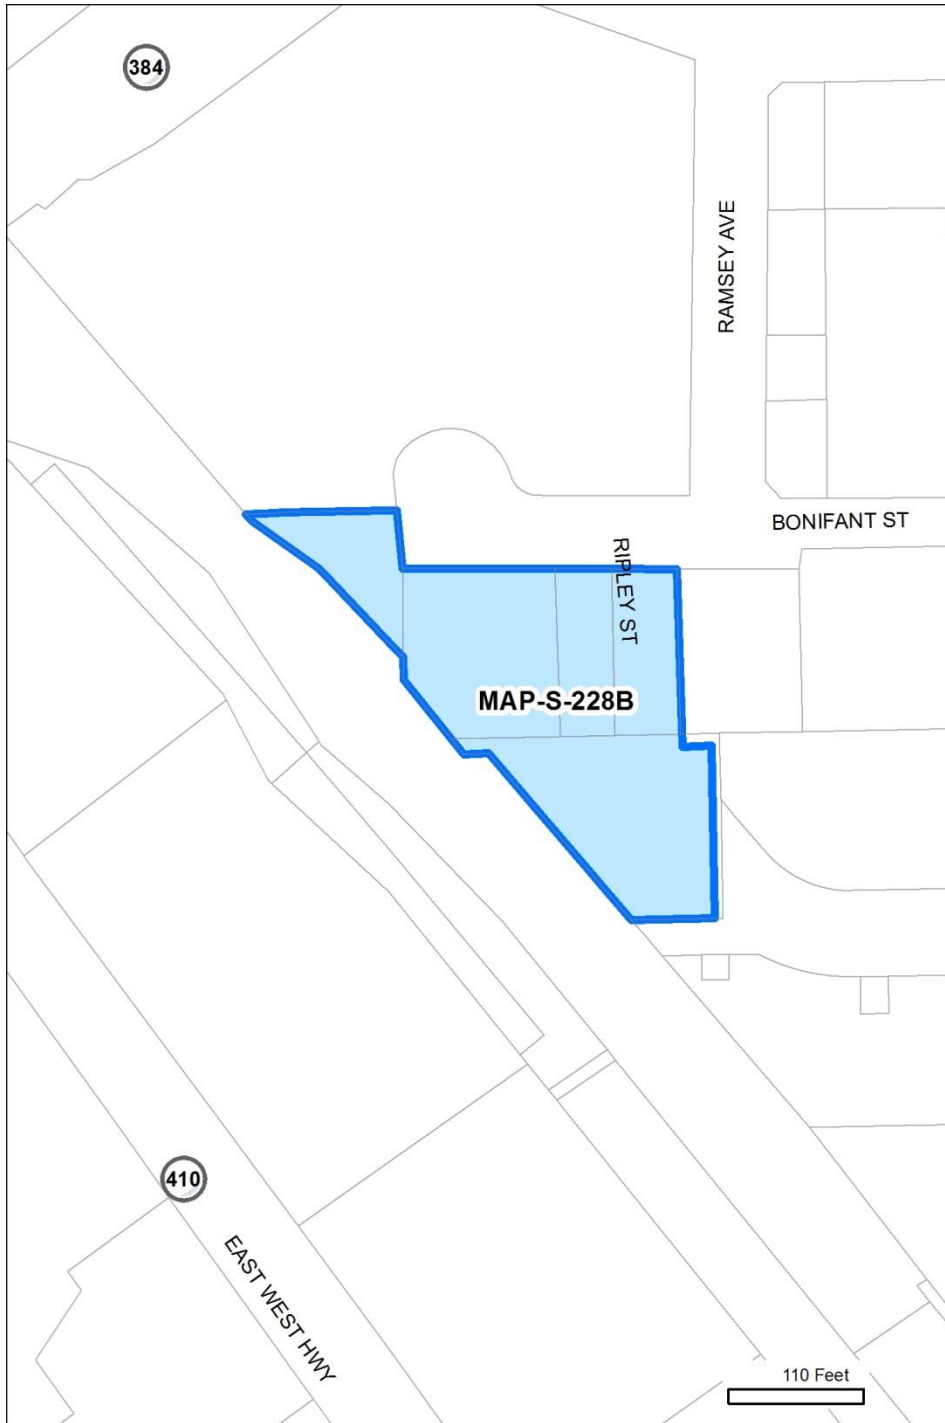 384
RAMSEY AVE
BONIFANT ST
RIPLEY ST
MAP-S-228B
410
EAST WEST HWY
110 Feet